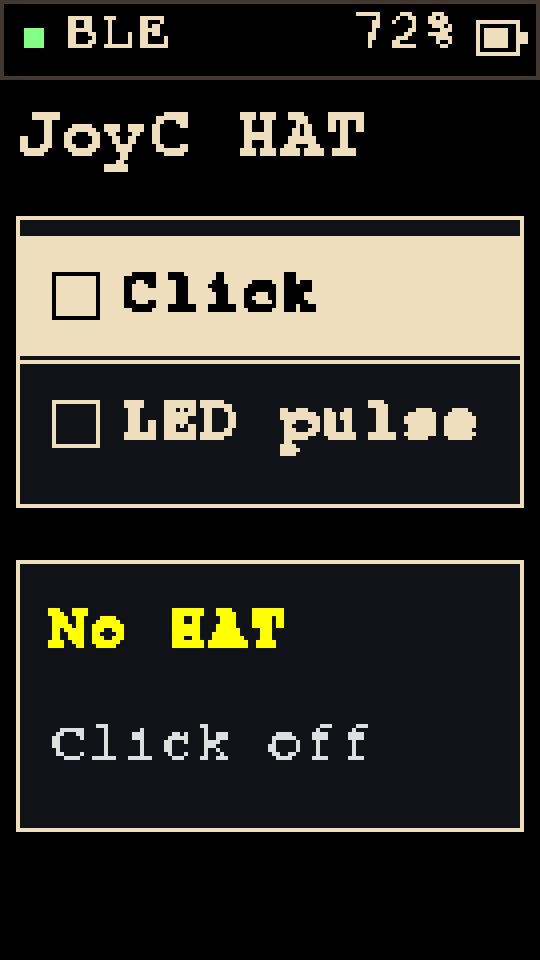 BLE 72%
JoyC HAT
Click
LED pulse
No HAT
Click off